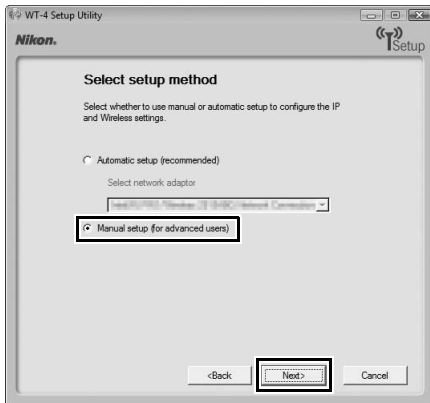 WT-4 Setup Utility
Nikon.
Setup
Select setup method
Select whether to use manual or automatic setup to configure the IP
and Wireless settings.
Automatic setup (recommended)
Select network adaptor
Manual setup (for advanced users)
<Back
Next>
Cancel